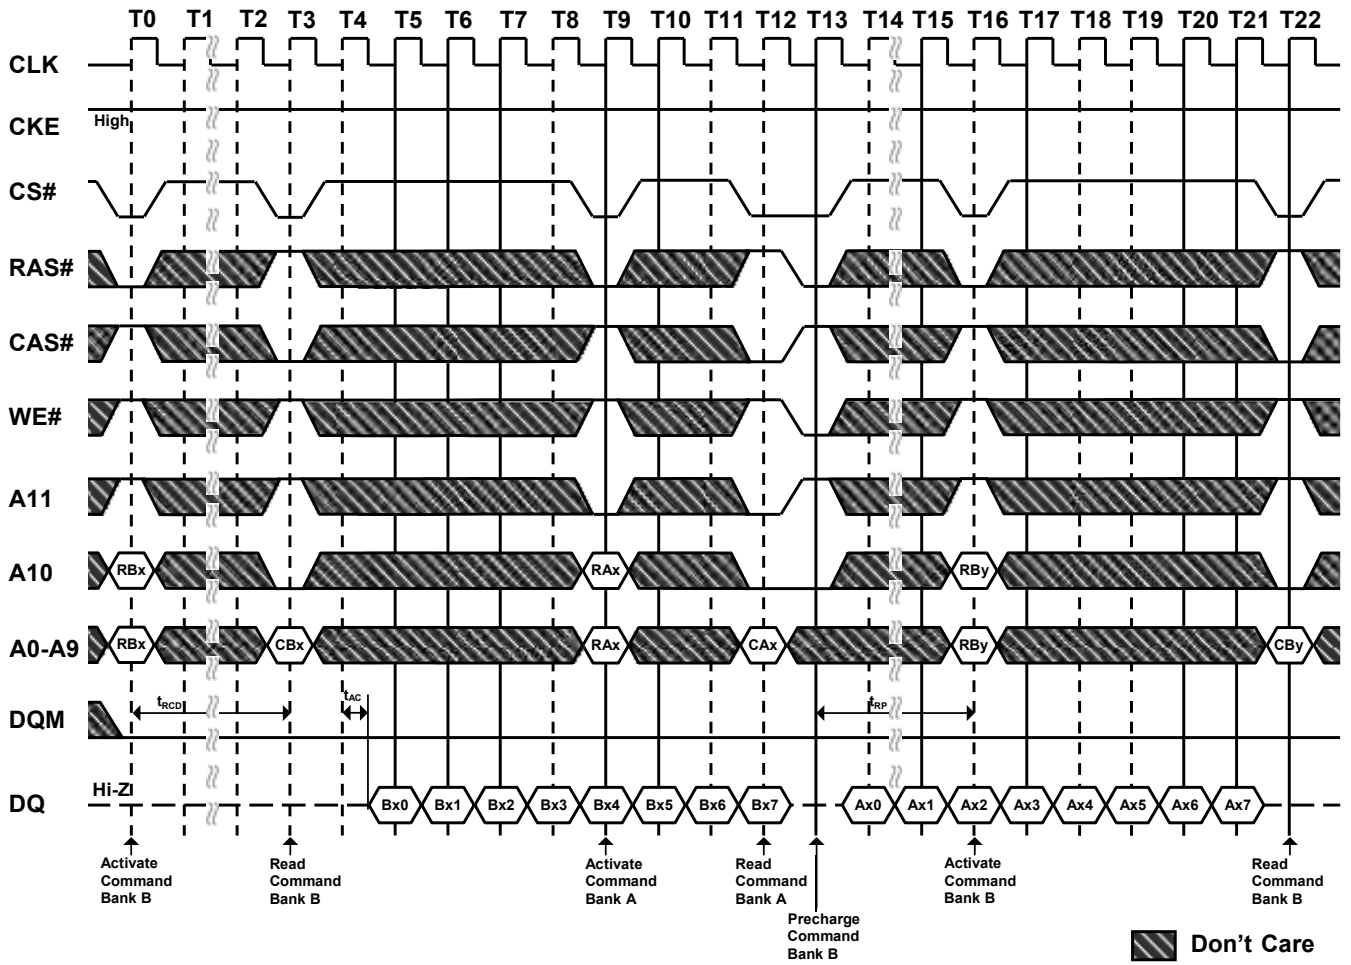 T0 T1 T2 T3 T4 T5 T6 T7 T8 T9 T10 T11 T12 T13 T14 T15 T16 T17 T18 T19 T20 T21 T22
CLK
CKE High
CS#
RAS#
CAS#
WE#
A11
A10 RBx RAx RBy
A0-A9 RBx CBx RAx CAx RBy CBy
DQM tRCD tAC tRP
DQ Hi-Z Bx0 Bx1 Bx2 Bx3 Bx4 Bx5 Bx6 Bx7 Ax0 Ax1 Ax2 Ax3 Ax4 Ax5 Ax6 Ax7
Activate
Command
Bank B
Read
Command
Bank B
Activate
Command
Bank A
Read
Command
Bank A
Precharge
Command
Bank B
Activate
Command
Bank B
Read
Command
Bank B
Don't Care